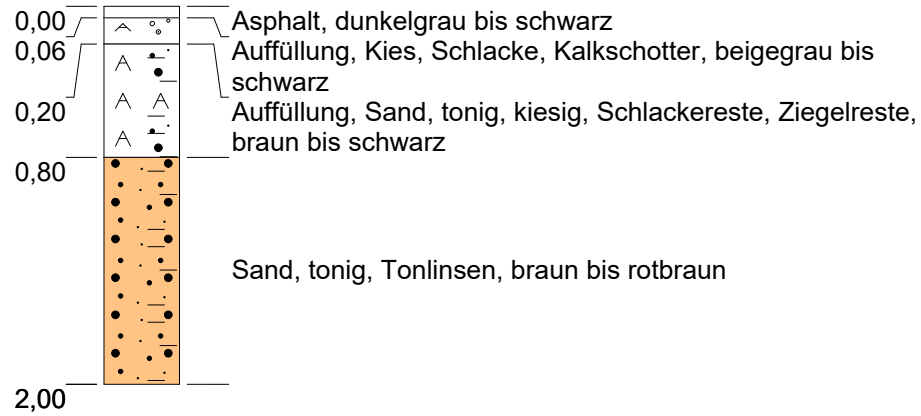 0,00 Asphalt, dunkelgrau bis schwarz
0,06 Auffüllung, Kies, Schlacke, Kalkschotter, beigegrau bis
schwarz
0,20 Auffüllung, Sand, tonig, kiesig, Schlackereste, Ziegelreste,
braun bis schwarz
0,80
Sand, tonig, Tonlinsen, braun bis rotbraun
2,00